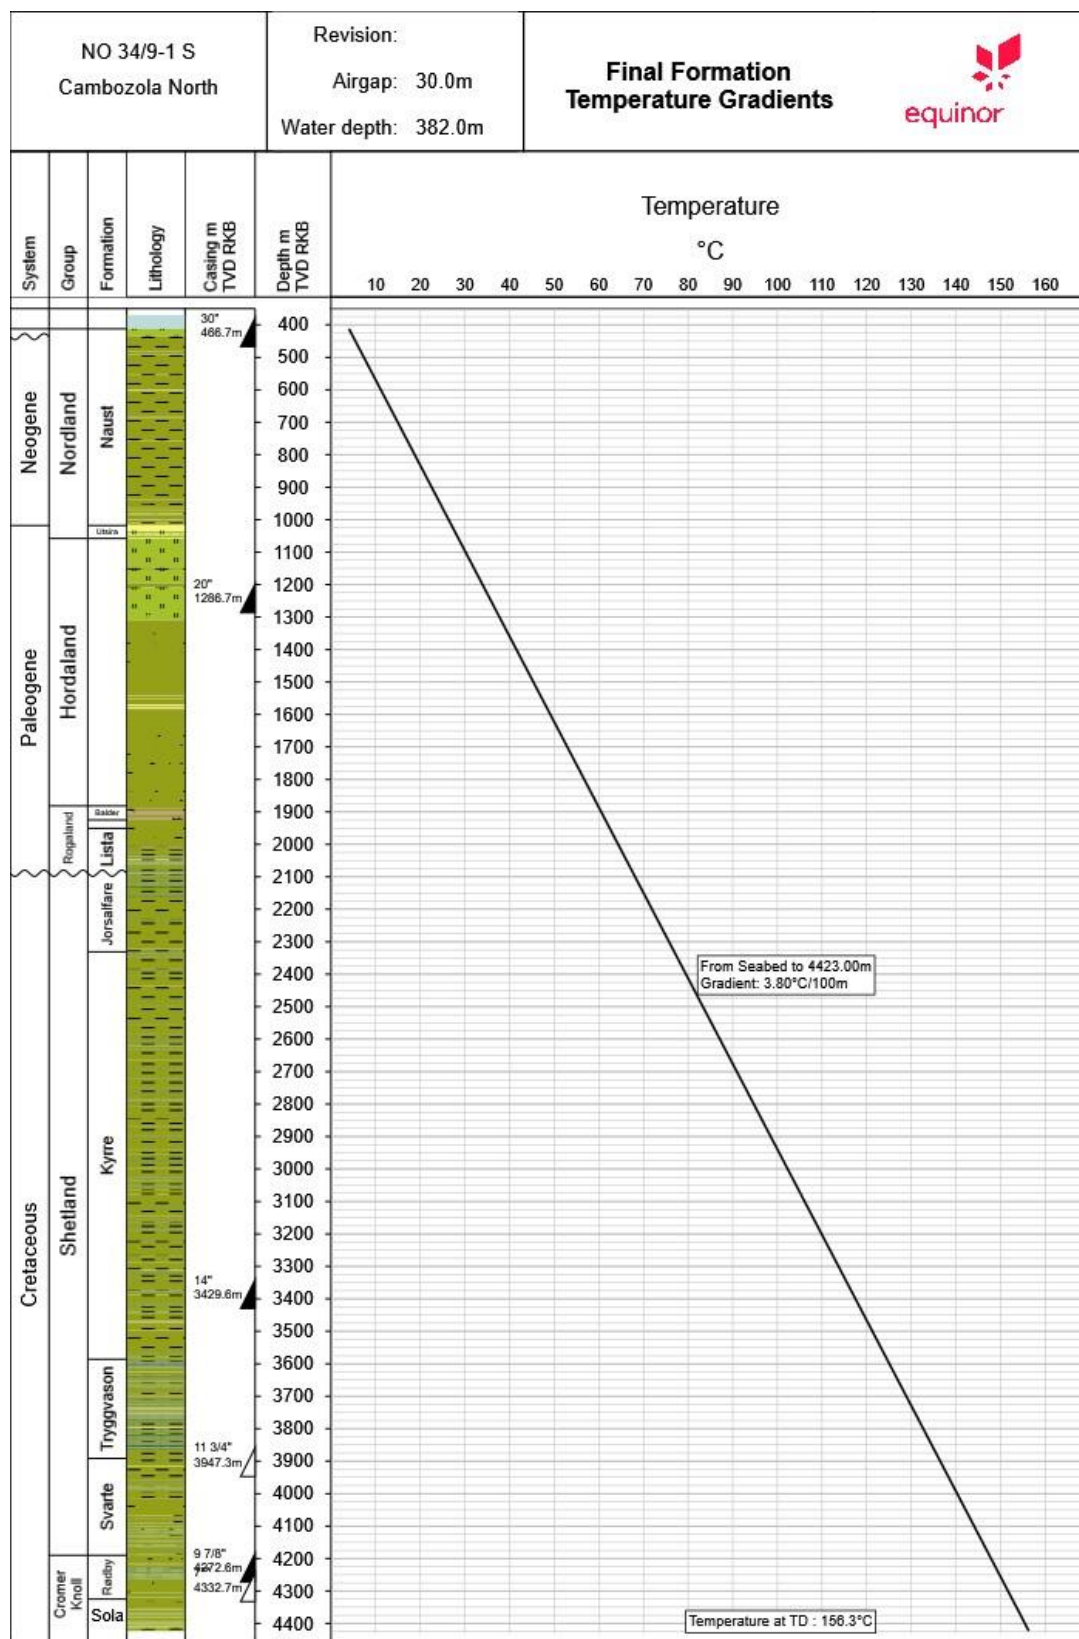 NO 34/9-1 S
Cambozola North
Revision:
Airgap: 30.0m
Water depth: 382.0m
Final Formation
Temperature Gradients
equinor
System
Group
Formation
Lithology
Casing m
TVD RKB
Depth m
TVD RKB
Temperature
°C
10 20 30 40 50 60 70 80 90 100 110 120 130 140 150 160
Neogene
Paleogene
Cretaceous
Nordland
Hordaland
Rogaland
Shetland
Cromer
Knoll
Naust
Utsira
Balder
Lista
Jorsalfare
Kyrre
Tryggvason
Svarte
Rødby
Sola
30"
466.7m
20"
1286.7m
14"
3429.6m
11 3/4"
3947.3m
9 7/8"
4272.6m
7"
4332.7m
400
500
600
700
800
900
1000
1100
1200
1300
1400
1500
1600
1700
1800
1900
2000
2100
2200
2300
2400
2500
2600
2700
2800
2900
3000
3100
3200
3300
3400
3500
3600
3700
3800
3900
4000
4100
4200
4300
4400
From Seabed to 4423.00m
Gradient: 3.80°C/100m
Temperature at TD : 156.3°C